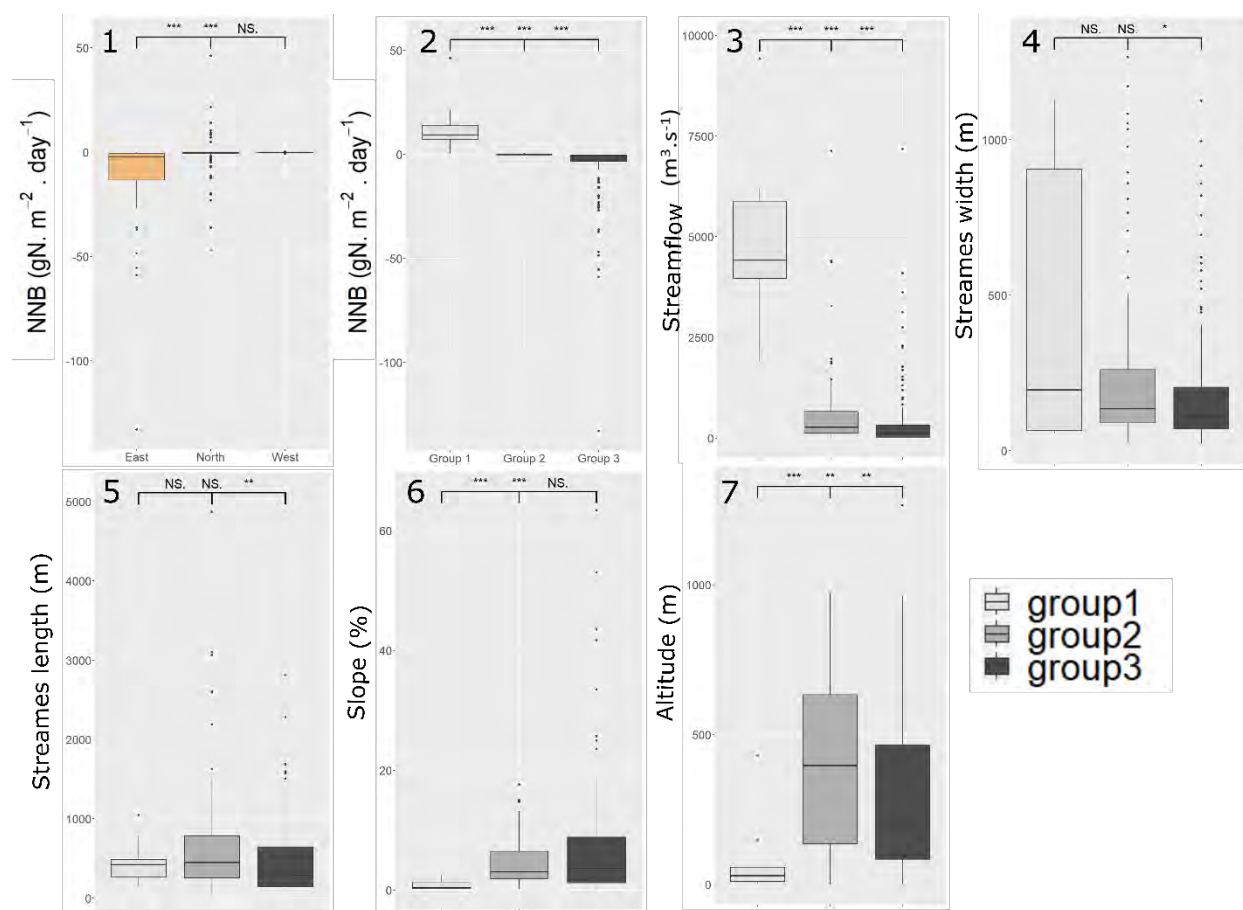 1
*** *** NS.
50
0
-50
-100
NNB (gN. m⁻² . day⁻¹)
East North West
2
*** *** ***
50
0
-50
-100
NNB (gN. m⁻² . day⁻¹)
Group 1 Group 2 Group 3
3
*** *** ***
10000
7500
5000
2500
0
Streamflow (m³.s⁻¹)
4
NS. NS. *
1000
500
0
Streames width (m)
5
NS. NS. **
5000
4000
3000
2000
1000
0
Streames length (m)
6
*** *** NS.
60
40
20
0
Slope (%)
7
*** ** **
1000
500
0
Altitude (m)
group1
group2
group3